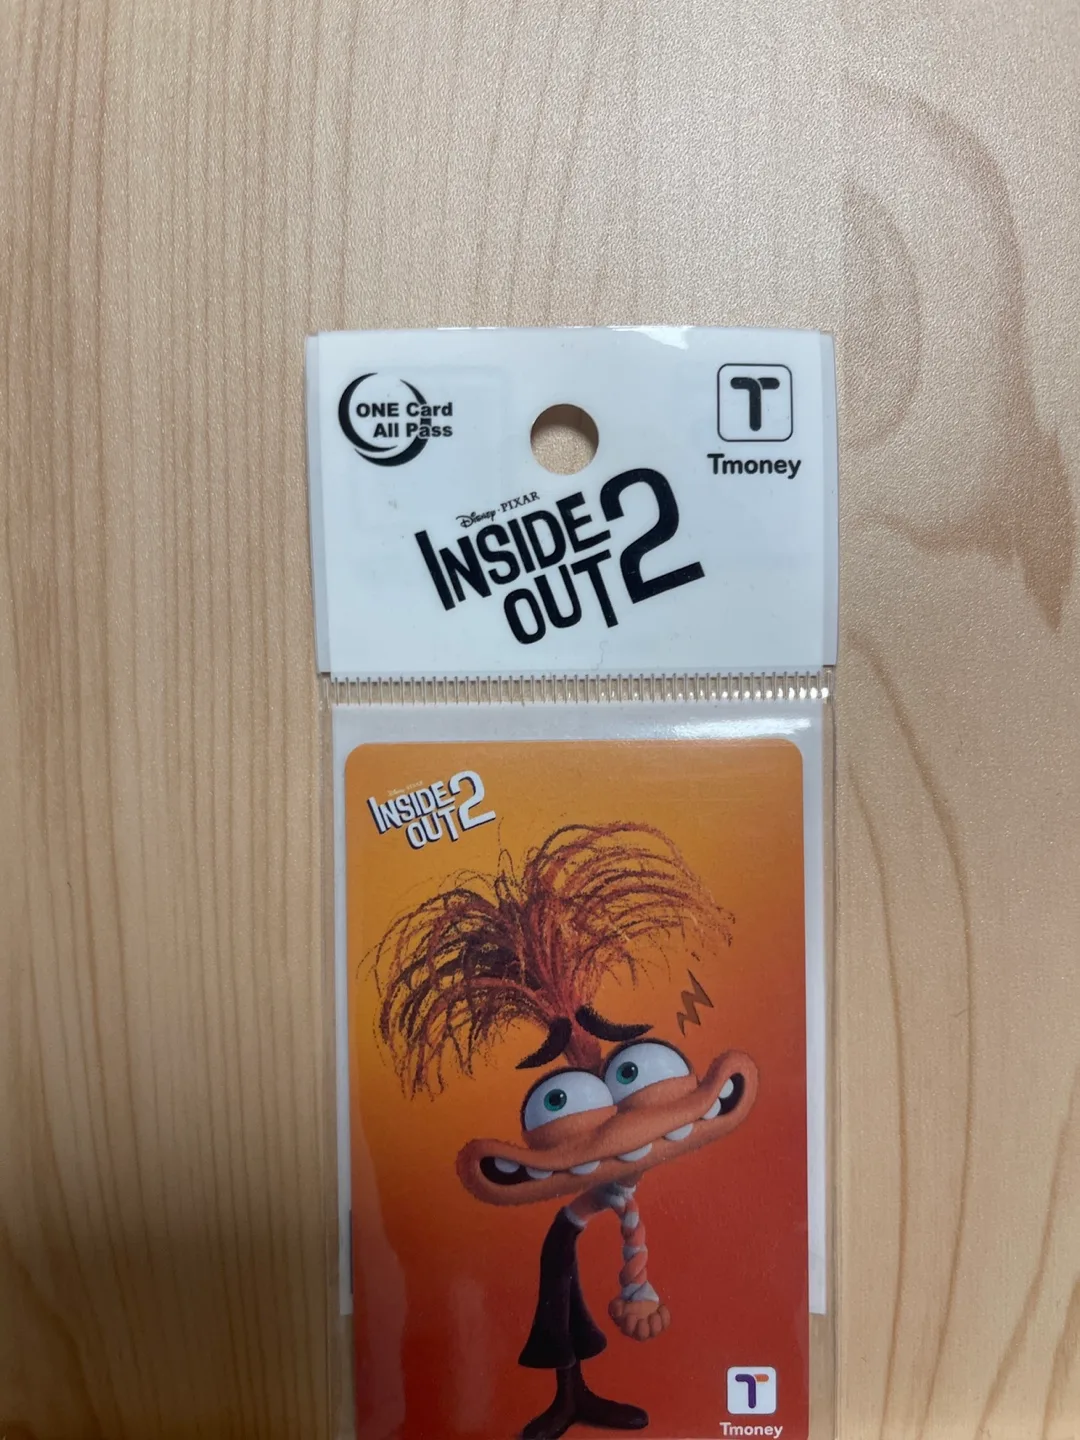 ONE Card
All Pass
T
Tmoney
Disney · PIXAR
INSIDE
OUT 2
INSIDE
OUT 2
T
Tmoney